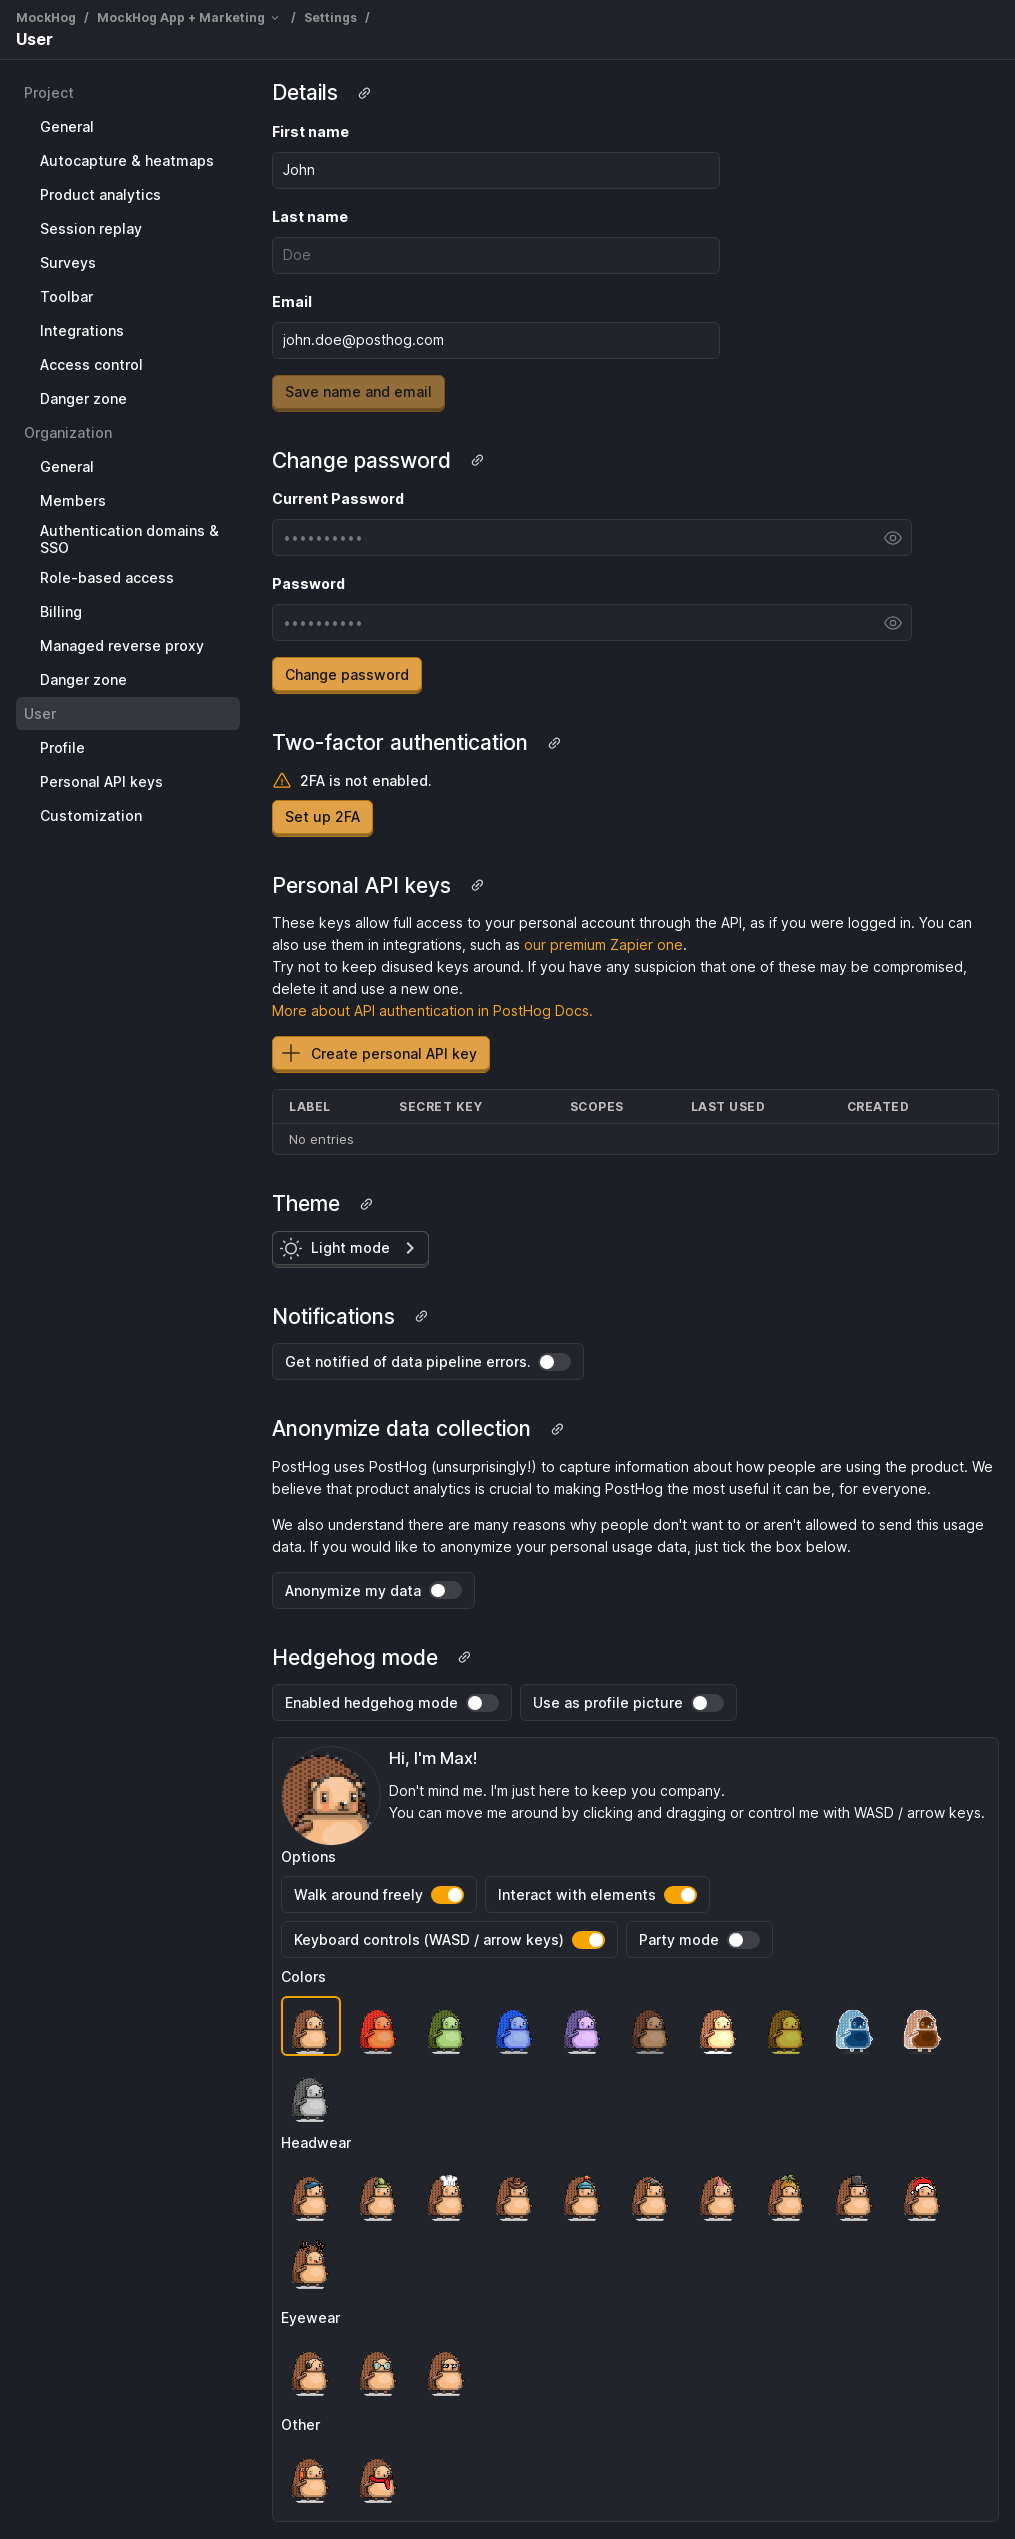 MockHog / MockHog App + Marketing / Settings /
User
Project
General
Autocapture & heatmaps
Product analytics
Session replay
Surveys
Toolbar
Integrations
Access control
Danger zone
Organization
General
Members
Authentication domains &
SSO
Role-based access
Billing
Managed reverse proxy
Danger zone
User
Profile
Personal API keys
Customization
Details
First name
John
Last name
Doe
Email
john.doe@posthog.com
Save name and email
Change password
Current Password
••••••••••
Password
••••••••••
Change password
Two-factor authentication
2FA is not enabled.
Set up 2FA
Personal API keys
These keys allow full access to your personal account through the API, as if you were logged in. You can
also use them in integrations, such as our premium Zapier one.
Try not to keep disused keys around. If you have any suspicion that one of these may be compromised,
delete it and use a new one.
More about API authentication in PostHog Docs.
Create personal API key
LABEL SECRET KEY SCOPES LAST USED CREATED
No entries
Theme
Light mode
Notifications
Get notified of data pipeline errors.
Anonymize data collection
PostHog uses PostHog (unsurprisingly!) to capture information about how people are using the product. We
believe that product analytics is crucial to making PostHog the most useful it can be, for everyone.
We also understand there are many reasons why people don't want to or aren't allowed to send this usage
data. If you would like to anonymize your personal usage data, just tick the box below.
Anonymize my data
Hedgehog mode
Enabled hedgehog mode Use as profile picture
Hi, I'm Max!
Don't mind me. I'm just here to keep you company.
You can move me around by clicking and dragging or control me with WASD / arrow keys.
Options
Walk around freely Interact with elements
Keyboard controls (WASD / arrow keys) Party mode
Colors
Headwear
Eyewear
Other